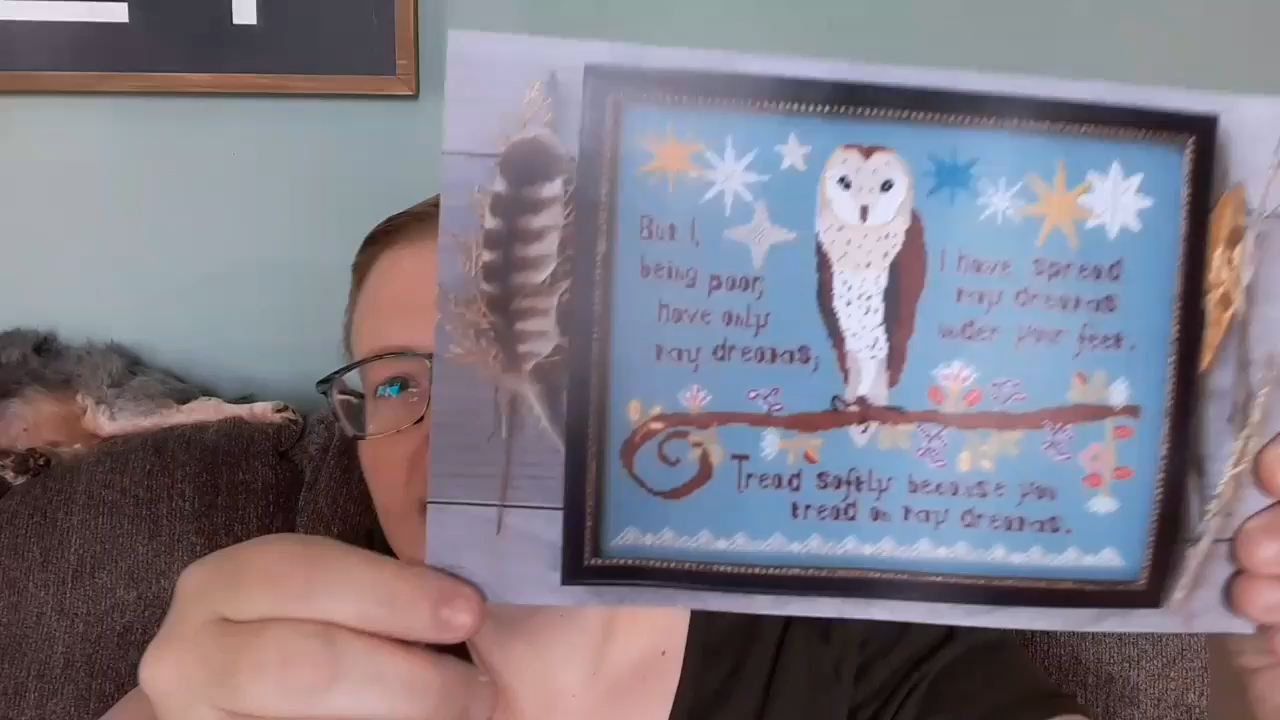 But I,
being poor,
have only
my dreams;
I have spread
my dreams
under your feet.
Tread softly because you
tread on my dreams.